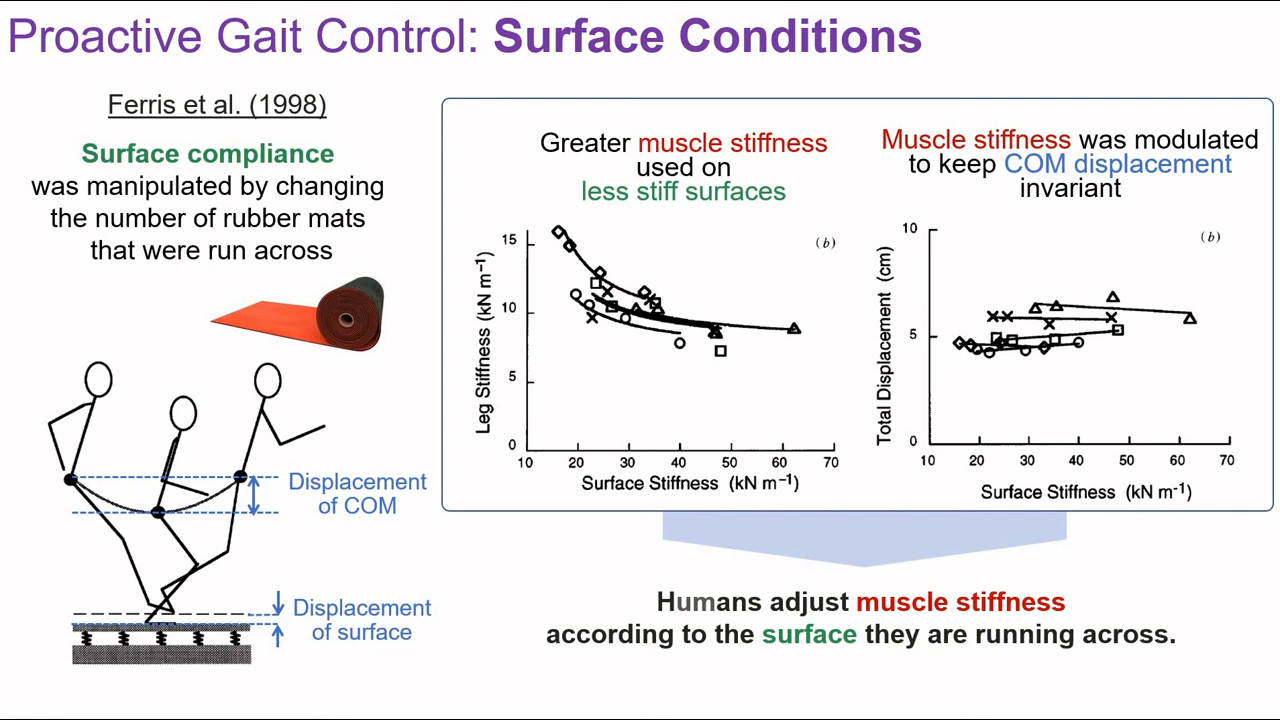 Proactive Gait Control: Surface Conditions
Ferris et al. (1998)
Surface compliance
was manipulated by changing
the number of rubber mats
that were run across
Displacement
of COM
Displacement
of surface
Greater muscle stiffness
used on
less stiff surfaces
(b)
Leg Stiffness (kN m⁻¹)
15
10
5
0
10 20 30 40 50 60 70
Surface Stiffness (kN m⁻¹)
Muscle stiffness was modulated
to keep COM displacement
invariant
(b)
Total Displacement (cm)
10
5
0
10 20 30 40 50 60 70
Surface Stiffness (kN m⁻¹)
Humans adjust muscle stiffness
according to the surface they are running across.